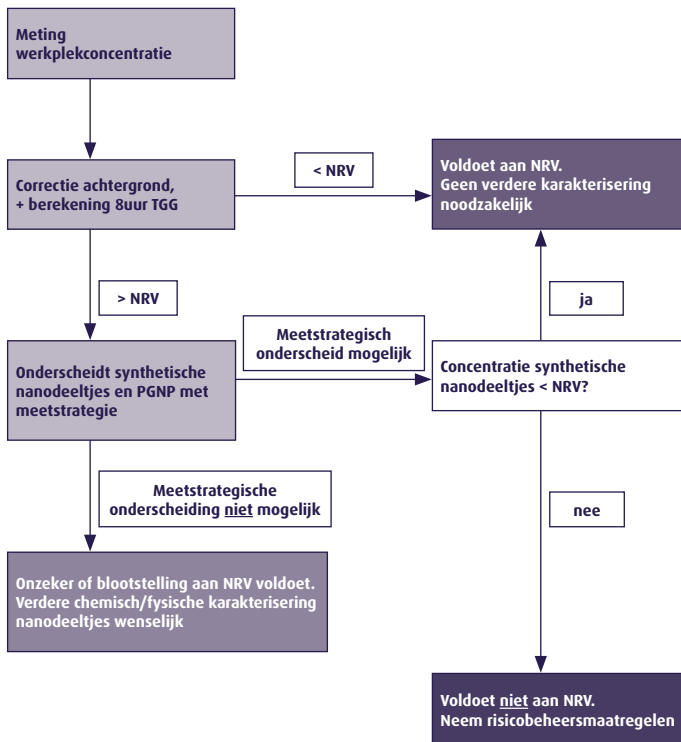 Meting
werkplekconcentratie
Correctie achtergrond,
+ berekening 8uur TGG
< NRV
Voldoet aan NRV.
Geen verdere karakterisering
noodzakelijk
> NRV
ja
Onderscheidt synthetische
nanodeeltjes en PGNP met
meetstrategie
Meetstrategisch
onderscheid mogelijk
Concentratie synthetische
nanodeeltjes < NRV?
Meetstrategische
onderscheiding niet mogelijk
nee
Onzeker of blootstelling aan NRV voldoet.
Verdere chemisch/fysische karakterisering
nanodeeltjes wenselijk
Voldoet niet aan NRV.
Neem risicobeheersmaatregelen